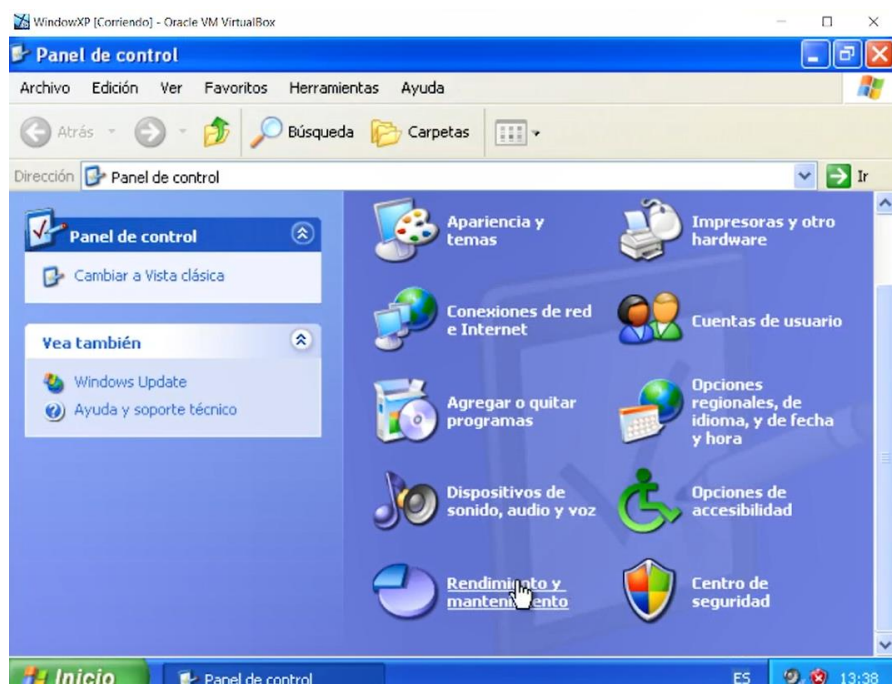 WindowXP [Corriendo] - Oracle VM VirtualBox
Panel de control
Archivo Edición Ver Favoritos Herramientas Ayuda
Atrás Búsqueda Carpetas
Dirección Panel de control Ir
Panel de control
Cambiar a Vista clásica
Vea también
Windows Update
Ayuda y soporte técnico
Apariencia y
temas
Impresoras y otro
hardware
Conexiones de red
e Internet
Cuentas de usuario
Agregar o quitar
programas
Opciones
regionales, de
idioma, y de fecha
y hora
Dispositivos de
sonido, audio y voz
Opciones de
accesibilidad
Rendimiento y
mantenimiento
Centro de
seguridad
Inicio Panel de control ES 13:38